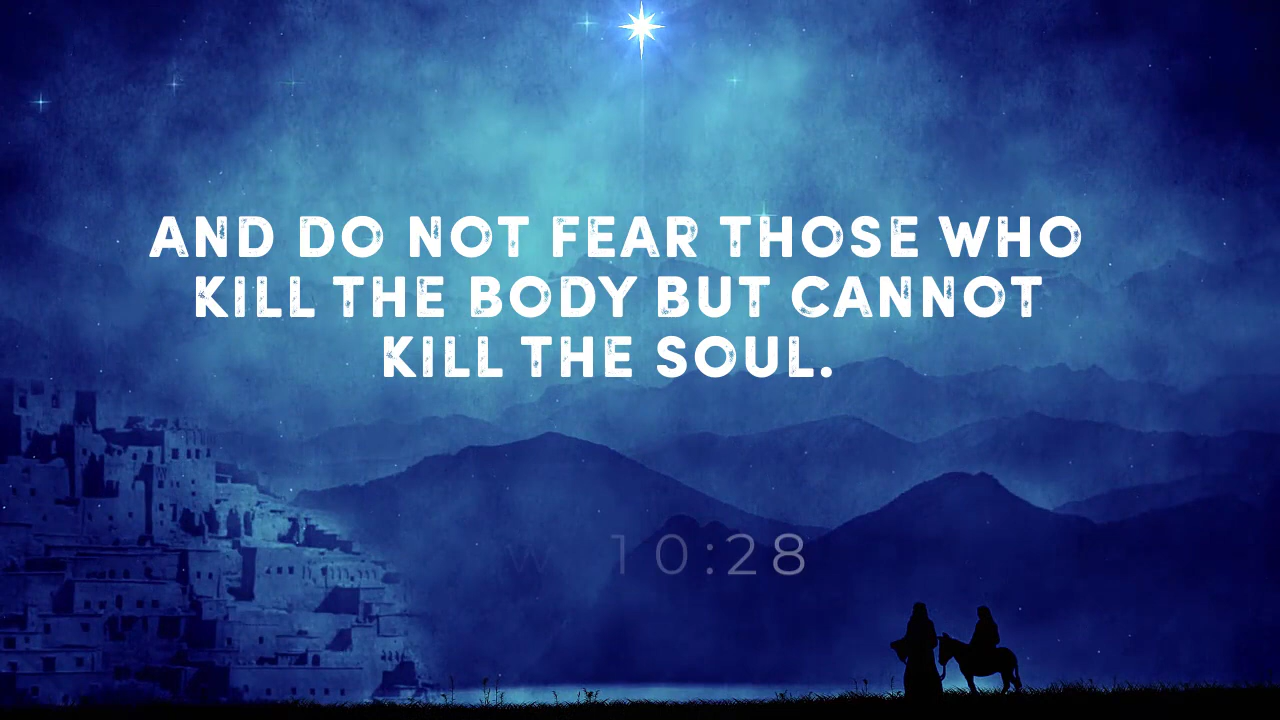 AND DO NOT FEAR THOSE WHO
KILL THE BODY BUT CANNOT
KILL THE SOUL.
W 10:28